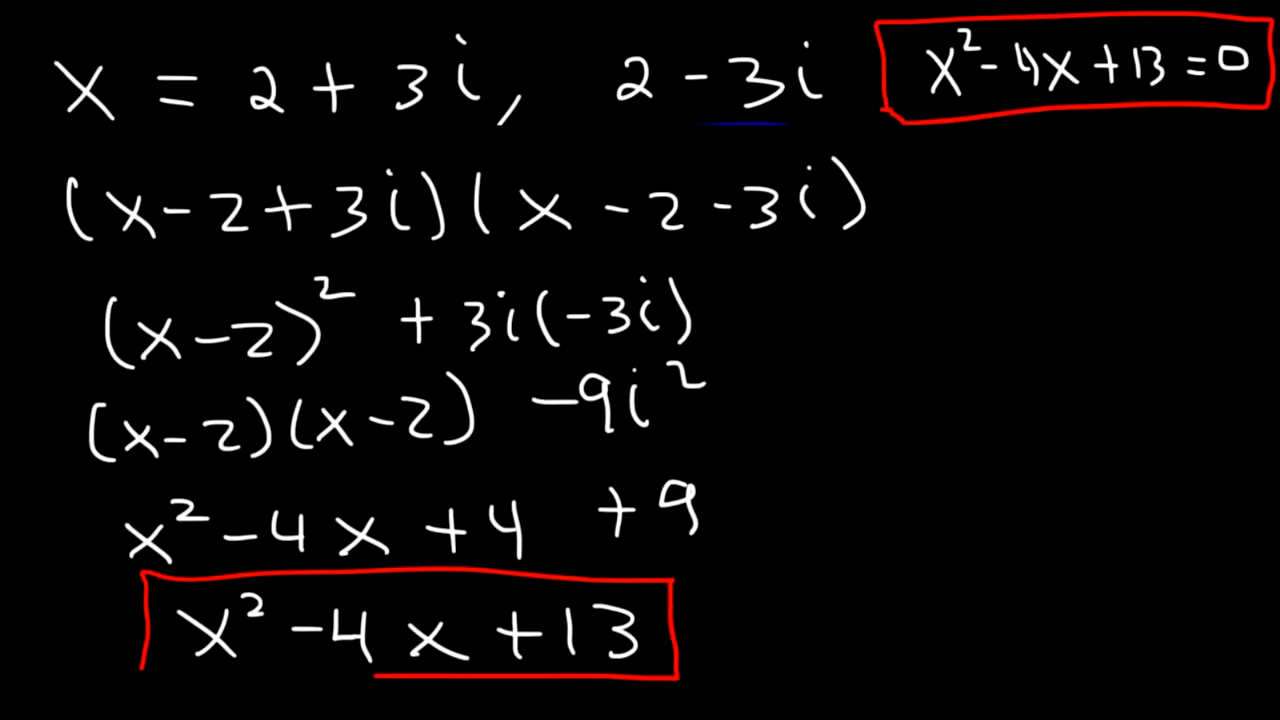 x = 2 + 3i, 2 - 3i
x² - 4x + 13 = 0
(x - 2 + 3i)(x - 2 - 3i)
(x - 2)² + 3i(-3i)
(x - 2)(x - 2) - 9i²
x² - 4x + 4 + 9
x² - 4x + 13